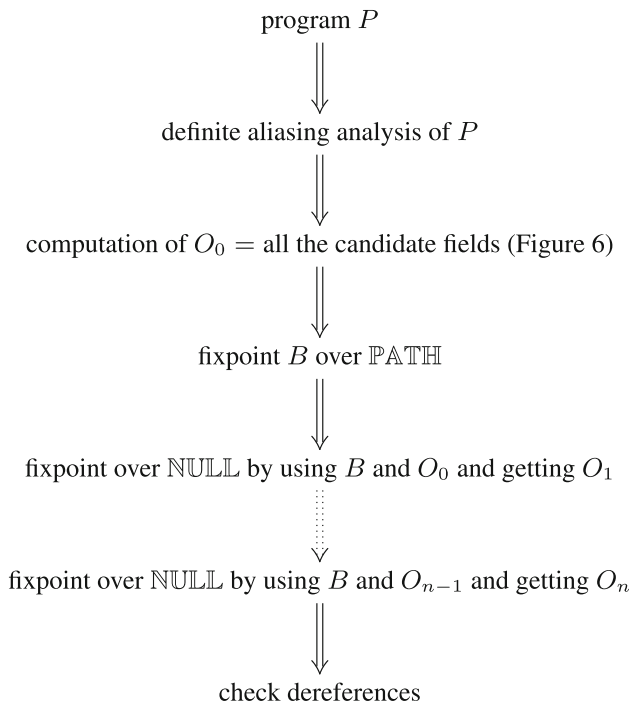 program P
definite aliasing analysis of P
computation of O₀ = all the candidate fields (Figure 6)
fixpoint B over ℙ𝔸𝕋ℍ
fixpoint over ℕ𝕌𝕃𝕃 by using B and O₀ and getting O₁
fixpoint over ℕ𝕌𝕃𝕃 by using B and Oₙ₋₁ and getting Oₙ
check dereferences